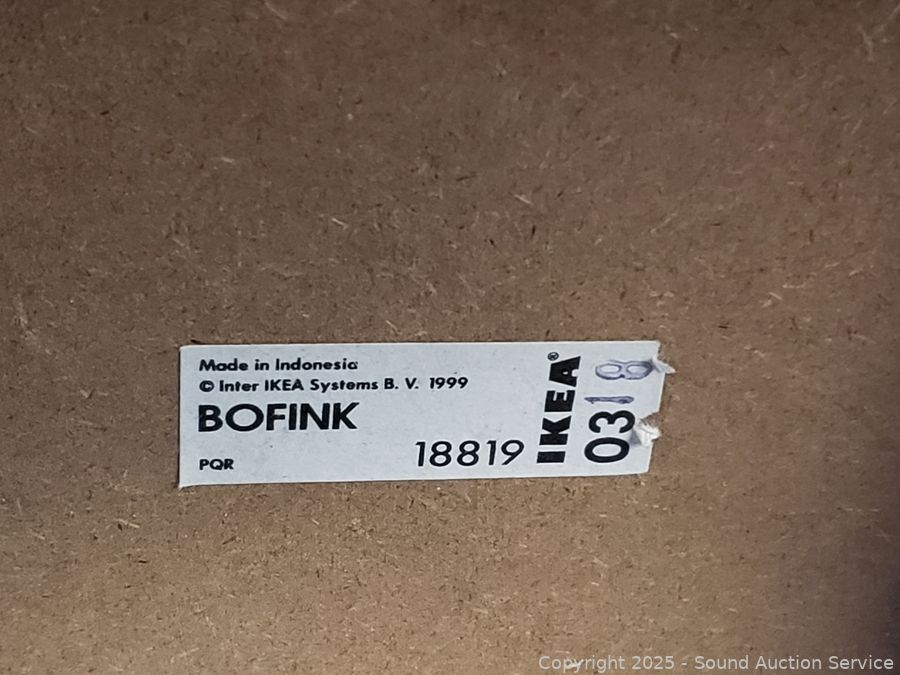 Made in Indonesia
© Inter IKEA Systems B. V. 1999
BOFINK
PQR
18819
IKEA®
0318
Copyright 2025 - Sound Auction Service